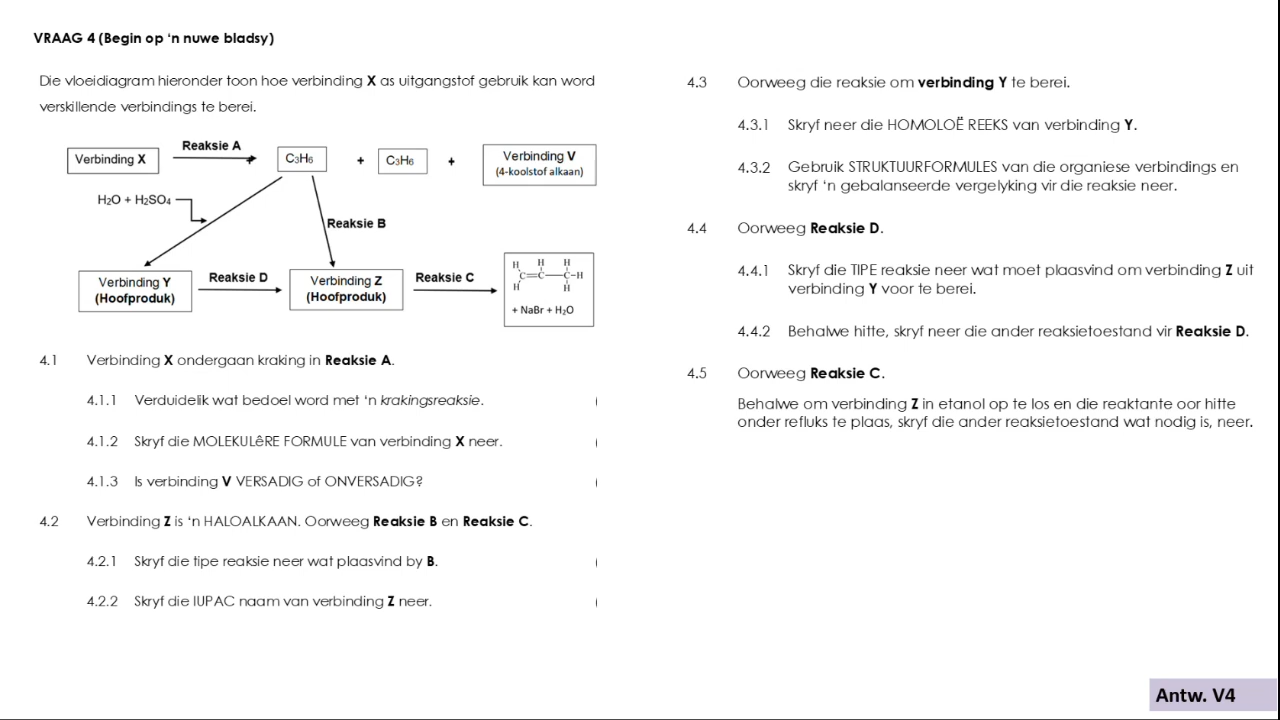 VRAAG 4 (Begin op ‘n nuwe bladsy)
Die vloeidiagram hieronder toon hoe verbinding X as uitgangstof gebruik kan word
verskillende verbindings te berei.
Reaksie A
Verbinding X
C₃H₆
+
C₃H₆
+
Verbinding V
(4-koolstof alkaan)
H₂O + H₂SO₄
Reaksie B
Verbinding Y
(Hoofproduk)
Reaksie D
Verbinding Z
(Hoofproduk)
Reaksie C
H H H
C=C—C-H
H H
+ NaBr + H₂O
4.1 Verbinding X ondergaan kraking in Reaksie A.
4.1.1 Verduidelik wat bedoel word met ‘n krakingsreaksie. (
4.1.2 Skryf die MOLEKULêRE FORMULE van verbinding X neer. (
4.1.3 Is verbinding V VERSADIG of ONVERSADIG? (
4.2 Verbinding Z is ‘n HALOALKAAN. Oorweeg Reaksie B en Reaksie C.
4.2.1 Skryf die tipe reaksie neer wat plaasvind by B. (
4.2.2 Skryf die IUPAC naam van verbinding Z neer. (
4.3 Oorweeg die reaksie om verbinding Y te berei.
4.3.1 Skryf neer die HOMOLOË REEKS van verbinding Y.
4.3.2 Gebruik STRUKTUURFORMULES van die organiese verbindings en
skryf ‘n gebalanseerde vergelyking vir die reaksie neer.
4.4 Oorweeg Reaksie D.
4.4.1 Skryf die TIPE reaksie neer wat moet plaasvind om verbinding Z uit
verbinding Y voor te berei.
4.4.2 Behalwe hitte, skryf neer die ander reaksietoestand vir Reaksie D.
4.5 Oorweeg Reaksie C.
Behalwe om verbinding Z in etanol op te los en die reaktante oor hitte
onder refluks te plaas, skryf die ander reaksietoestand wat nodig is, neer.
Antw. V4